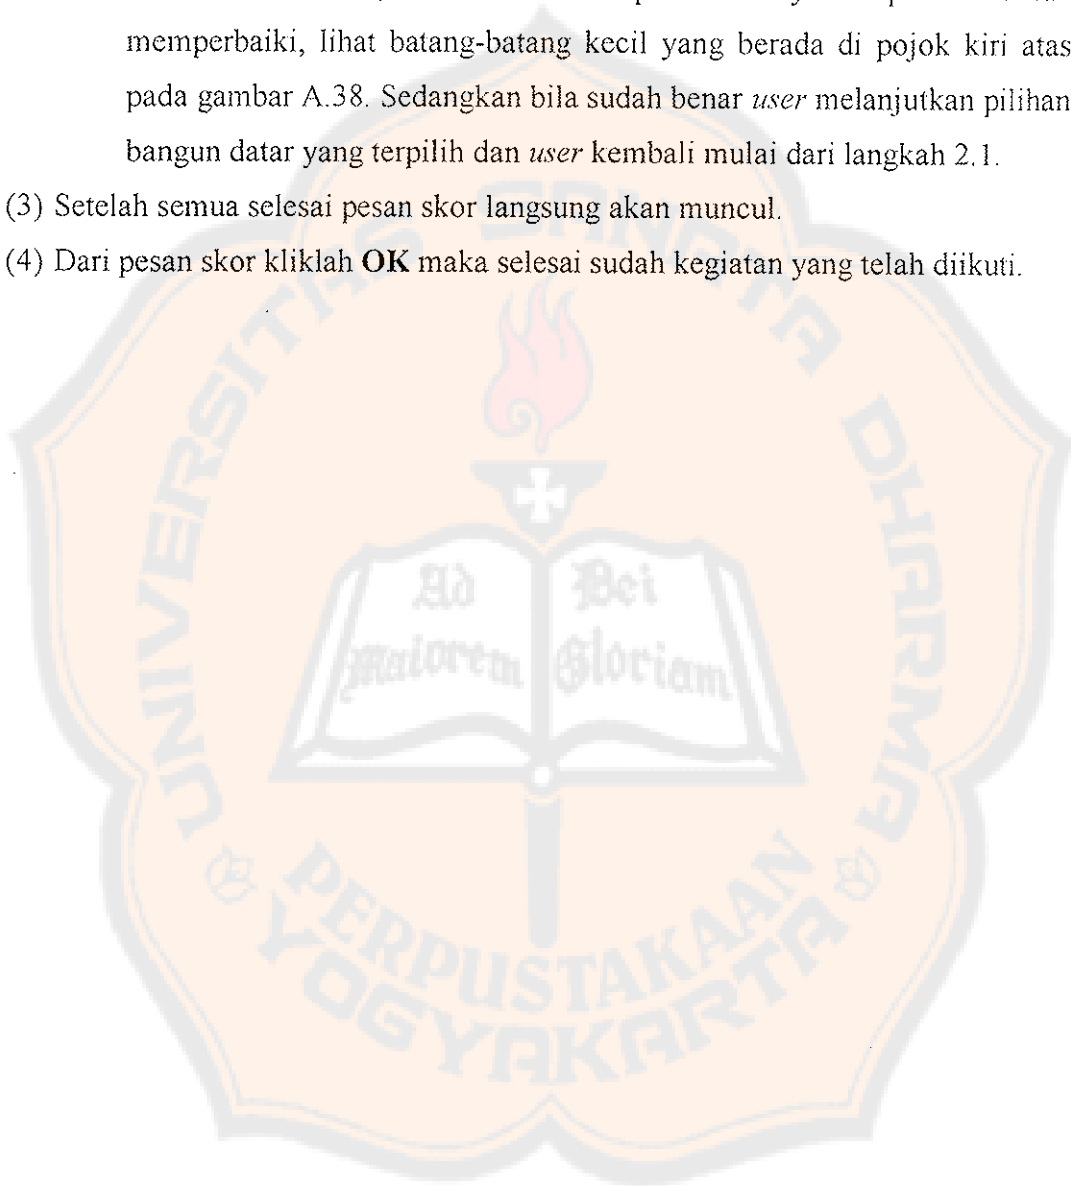 memperbaiki, lihat batang-batang kecil yang berada di pojok kiri atas
pada gambar A.38. Sedangkan bila sudah benar user melanjutkan pilihan
bangun datar yang terpilih dan user kembali mulai dari langkah 2.1.
(3) Setelah semua selesai pesan skor langsung akan muncul.
(4) Dari pesan skor kliklah OK maka selesai sudah kegiatan yang telah diikuti.
UNIVERSITAS SANATA DHARMA
Ad Dei
Maiorem Gloriam
PERPUSTAKAAN
YOGYAKARTA